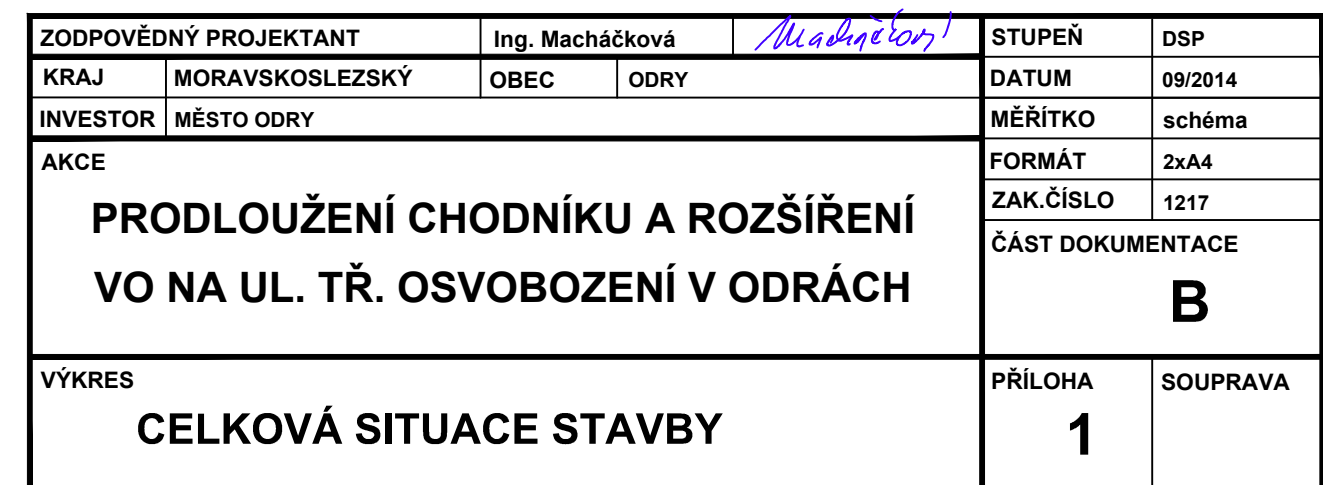 ZODPOVĚDNÝ PROJEKTANT Ing. Macháčková Macháčková STUPEŇ DSP
KRAJ MORAVSKOSLEZSKÝ OBEC ODRY DATUM 09/2014
INVESTOR MĚSTO ODRY MĚŘÍTKO schéma
AKCE FORMÁT 2xA4
PRODLOUŽENÍ CHODNÍKU A ROZŠÍŘENÍ ZAK.ČÍSLO 1217
VO NA UL. TŘ. OSVOBOZENÍ V ODRÁCH ČÁST DOKUMENTACE
B
VÝKRES PŘÍLOHA SOUPRAVA
CELKOVÁ SITUACE STAVBY 1